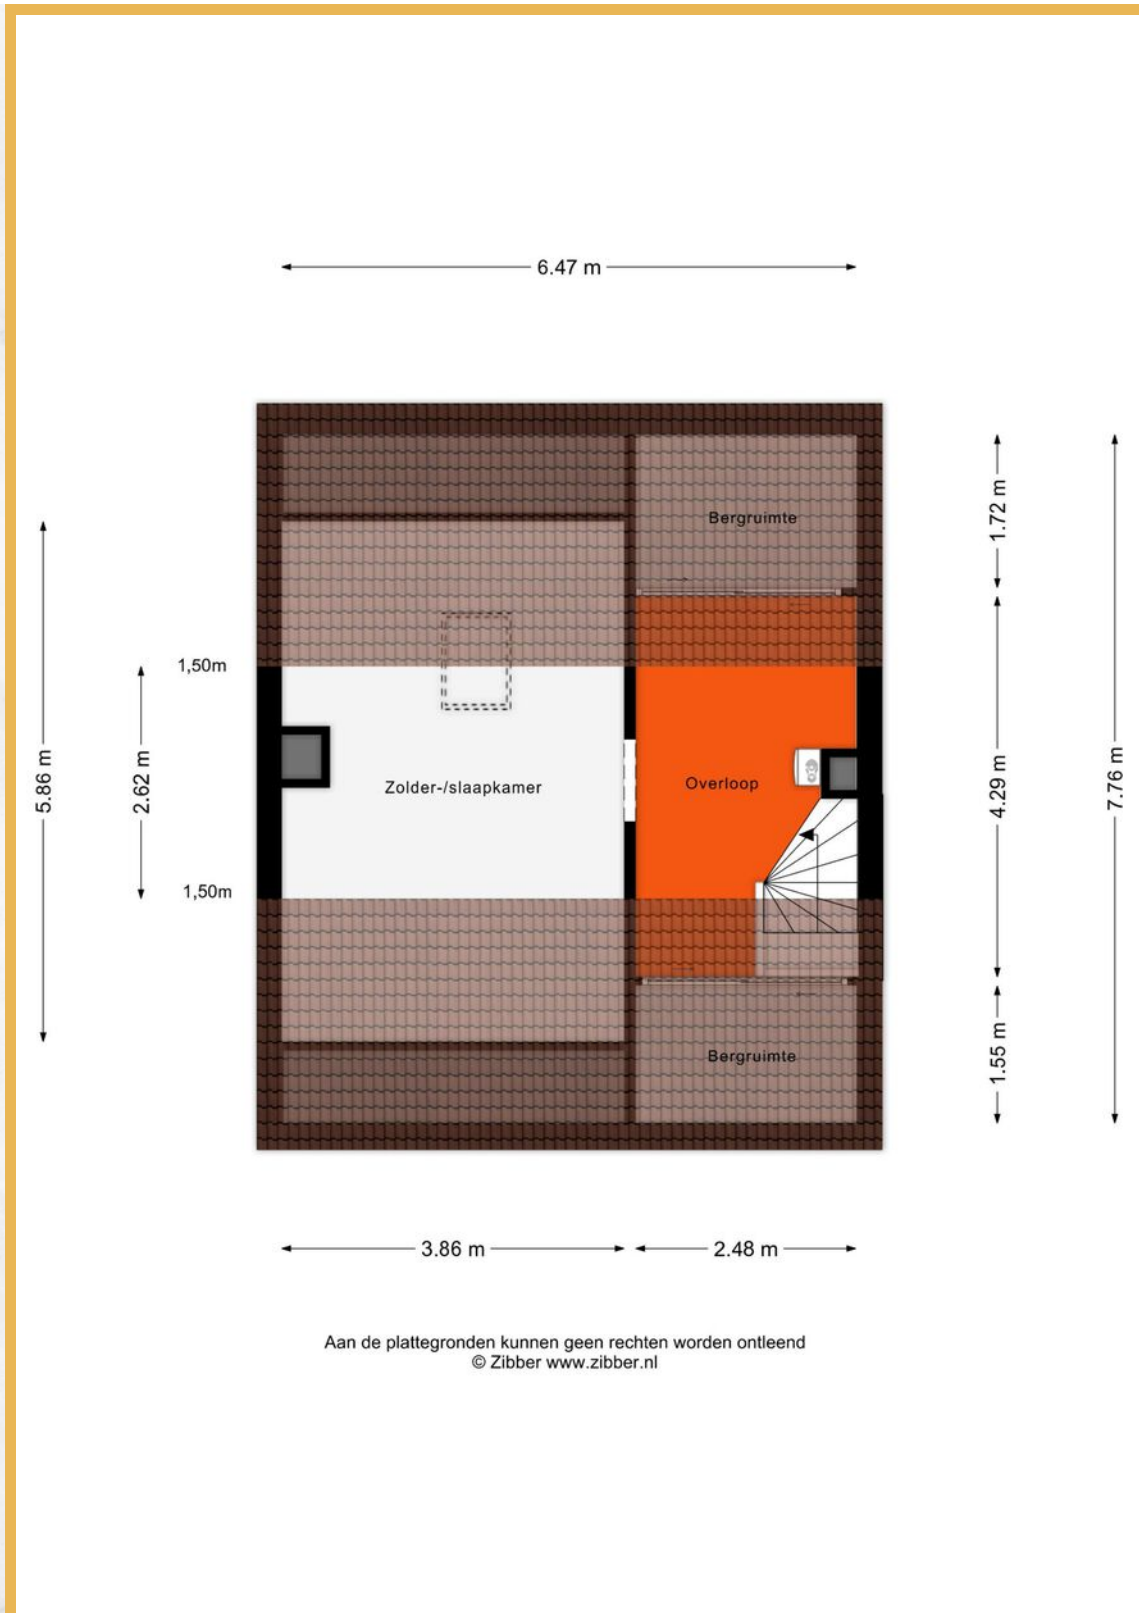 6.47 m
Bergruimte
1.72 m
1,50m
5.86 m
2.62 m
Zolder-/slaapkamer
Overloop
4.29 m
7.76 m
1,50m
Bergruimte
1.55 m
3.86 m
2.48 m
Aan de plattegronden kunnen geen rechten worden ontleend
© Zibber www.zibber.nl